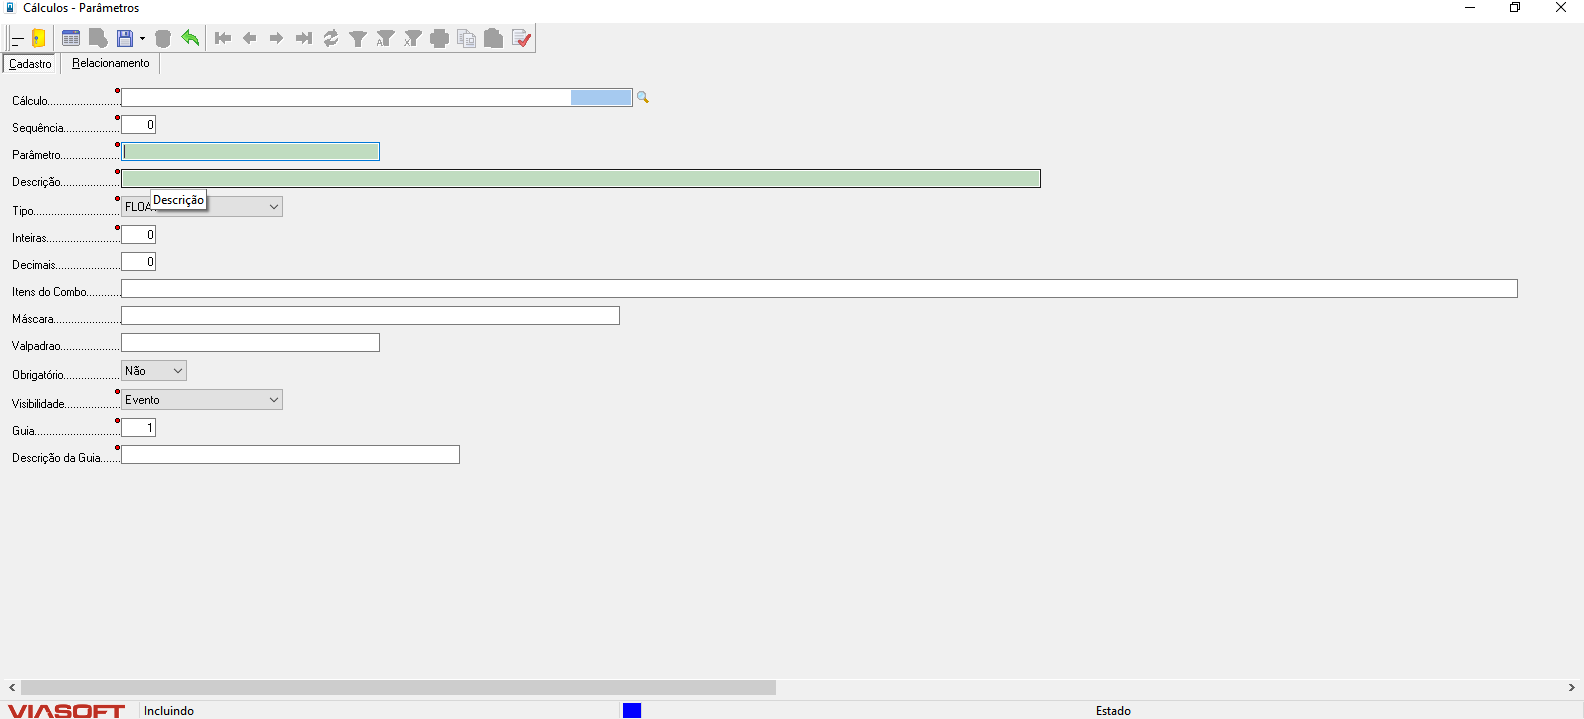 Cálculos - Parâmetros
Cadastro Relacionamento
Cálculo
Sequência 0
Parâmetro
Descrição
Descrição
Tipo FLOA
Inteiras 0
Decimais 0
Itens do Combo
Máscara
Valpadrao
Obrigatório Não
Visibilidade Evento
Guia 1
Descrição da Guia
VIASOFT Incluindo Estado